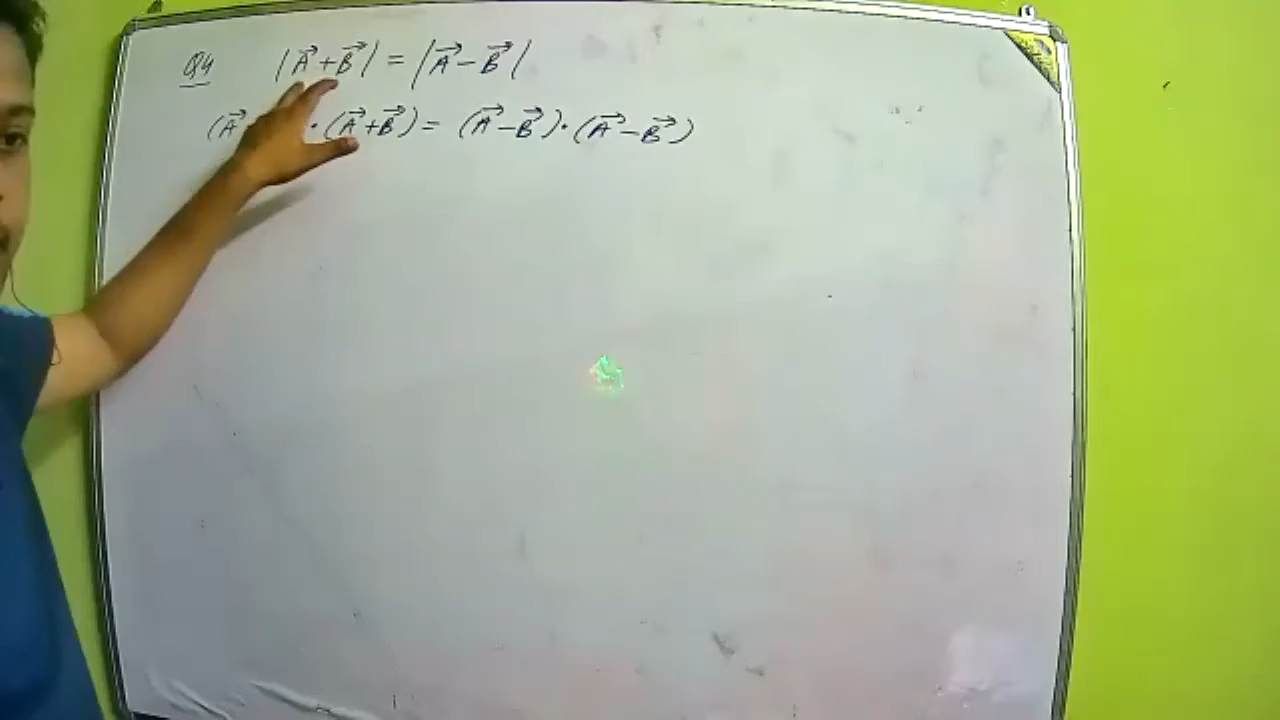 Q4 |A⃗+B⃗| = |A⃗−B⃗|
(A⃗ · (A⃗+B⃗) = (A⃗−B⃗)·(A⃗−B⃗)